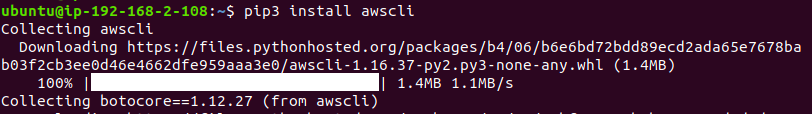 ubuntu@ip-192-168-2-108:~$ pip3 install awscli
Collecting awscli
  Downloading https://files.pythonhosted.org/packages/b4/06/b6e6bd72bdd89ecd2ada65e7678ba
b03f2cb3ee0d46e4662dfe959aaa3e0/awscli-1.16.37-py2.py3-none-any.whl (1.4MB)
    100% |████████████████████████████████| 1.4MB 1.1MB/s
Collecting botocore==1.12.27 (from awscli)